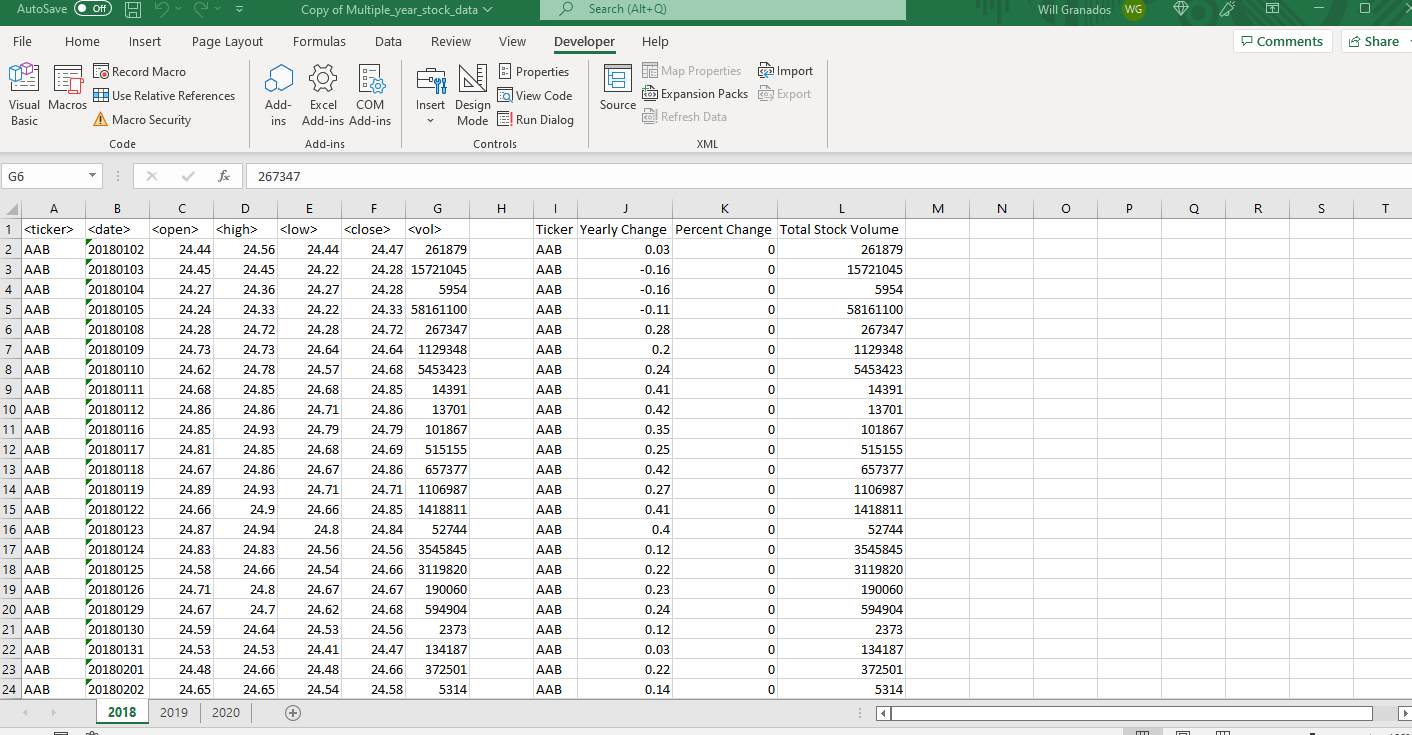 AutoSave Off Copy of Multiple_year_stock_data Search (Alt+Q) Will Granados WG
File Home Insert Page Layout Formulas Data Review View Developer Help Comments Share
Visual Basic Macros Record Macro Use Relative References Macro Security
Add-ins Excel Add-ins COM Add-ins
Insert Design Mode Properties View Code Run Dialog
Source Map Properties Expansion Packs Refresh Data Import Export
Code Add-ins Controls XML
G6 fx 267347
A B C D E F G H I J K L M N O P Q R S T
1 <ticker> <date> <open> <high> <low> <close> <vol> Ticker Yearly Change Percent Change Total Stock Volume
2 AAB 20180102 24.44 24.56 24.44 24.47 261879 AAB 0.03 0 261879
3 AAB 20180103 24.45 24.45 24.22 24.28 15721045 AAB -0.16 0 15721045
4 AAB 20180104 24.27 24.36 24.27 24.28 5954 AAB -0.16 0 5954
5 AAB 20180105 24.24 24.33 24.22 24.33 58161100 AAB -0.11 0 58161100
6 AAB 20180108 24.28 24.72 24.28 24.72 267347 AAB 0.28 0 267347
7 AAB 20180109 24.73 24.73 24.64 24.64 1129348 AAB 0.2 0 1129348
8 AAB 20180110 24.62 24.78 24.57 24.68 5453423 AAB 0.24 0 5453423
9 AAB 20180111 24.68 24.85 24.68 24.85 14391 AAB 0.41 0 14391
10 AAB 20180112 24.86 24.86 24.71 24.86 13701 AAB 0.42 0 13701
11 AAB 20180116 24.85 24.93 24.79 24.79 101867 AAB 0.35 0 101867
12 AAB 20180117 24.81 24.85 24.68 24.69 515155 AAB 0.25 0 515155
13 AAB 20180118 24.67 24.86 24.67 24.86 657377 AAB 0.42 0 657377
14 AAB 20180119 24.89 24.93 24.71 24.71 1106987 AAB 0.27 0 1106987
15 AAB 20180122 24.66 24.9 24.66 24.85 1418811 AAB 0.41 0 1418811
16 AAB 20180123 24.87 24.94 24.8 24.84 52744 AAB 0.4 0 52744
17 AAB 20180124 24.83 24.83 24.56 24.56 3545845 AAB 0.12 0 3545845
18 AAB 20180125 24.58 24.66 24.54 24.66 3119820 AAB 0.22 0 3119820
19 AAB 20180126 24.71 24.8 24.67 24.67 190060 AAB 0.23 0 190060
20 AAB 20180129 24.67 24.7 24.62 24.68 594904 AAB 0.24 0 594904
21 AAB 20180130 24.59 24.64 24.53 24.56 2373 AAB 0.12 0 2373
22 AAB 20180131 24.53 24.53 24.41 24.47 134187 AAB 0.03 0 134187
23 AAB 20180201 24.48 24.66 24.48 24.66 372501 AAB 0.22 0 372501
24 AAB 20180202 24.65 24.65 24.54 24.58 5314 AAB 0.14 0 5314
2018 2019 2020